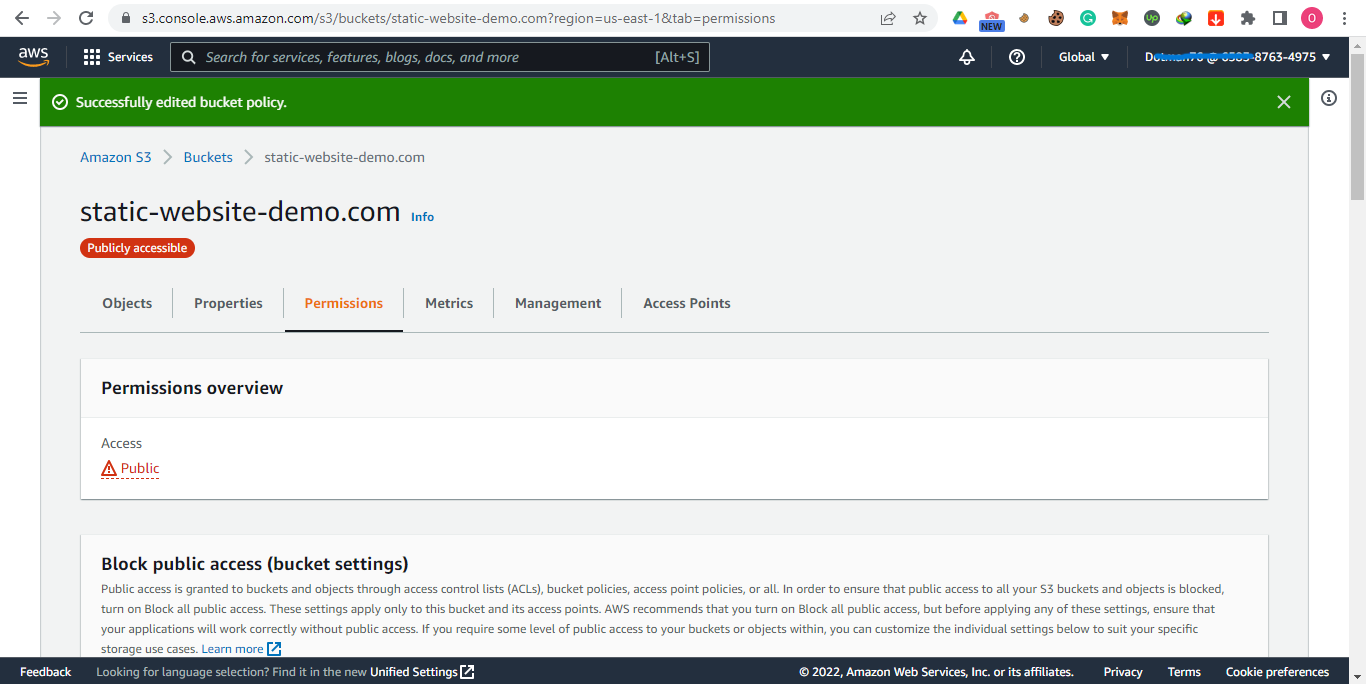 s3.console.aws.amazon.com/s3/buckets/static-website-demo.com?region=us-east-1&tab=permissions
NEW
G
Up
O
aws
Services
Search for services, features, blogs, docs, and more [Alt+S]
Global
@
-8763-4975
Successfully edited bucket policy.
Amazon S3 > Buckets > static-website-demo.com
static-website-demo.com Info
Publicly accessible
Objects Properties Permissions Metrics Management Access Points
Permissions overview
Access
Public
Block public access (bucket settings)
Public access is granted to buckets and objects through access control lists (ACLs), bucket policies, access point policies, or all. In order to ensure that public access to all your S3 buckets and objects is blocked,
turn on Block all public access. These settings apply only to this bucket and its access points. AWS recommends that you turn on Block all public access, but before applying any of these settings, ensure that
your applications will work correctly without public access. If you require some level of public access to your buckets or objects within, you can customize the individual settings below to suit your specific
storage use cases. Learn more
Feedback Looking for language selection? Find it in the new Unified Settings © 2022, Amazon Web Services, Inc. or its affiliates. Privacy Terms Cookie preferences